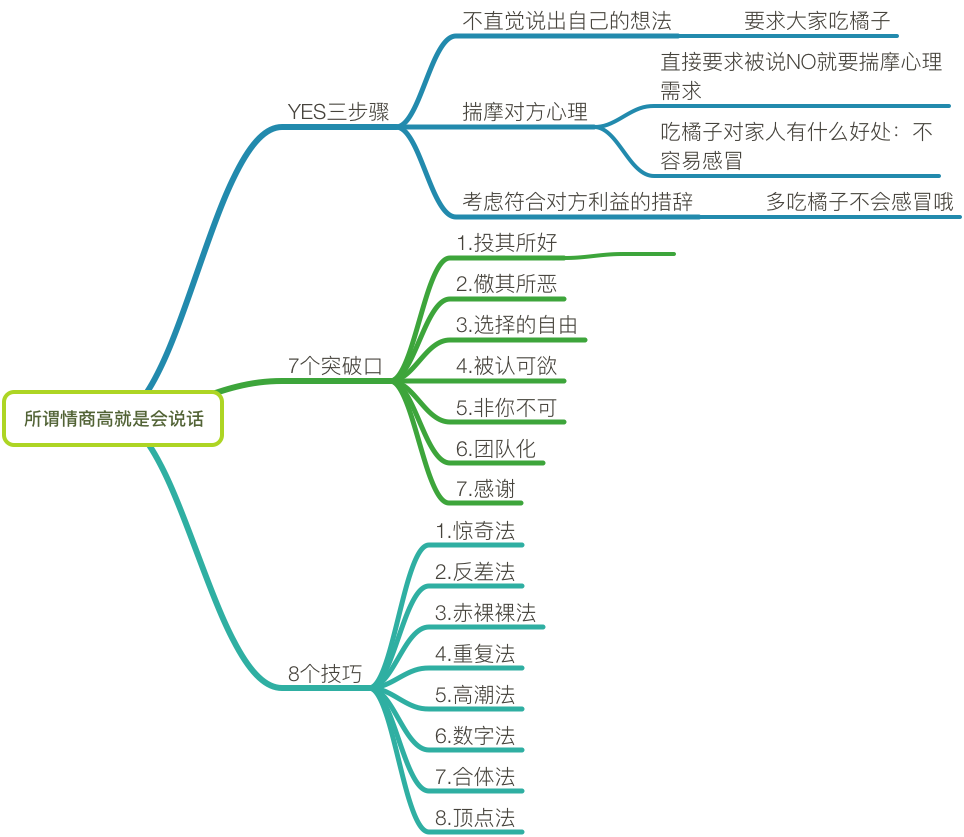 所谓情商高就是会说话
YES三步骤
不直觉说出自己的想法
要求大家吃橘子
揣摩对方心理
直接要求被说NO就要揣摩心理
需求
吃橘子对家人有什么好处：不
容易感冒
考虑符合对方利益的措辞
多吃橘子不会感冒哦
7个突破口
1.投其所好
2.儆其所恶
3.选择的自由
4.被认可欲
5.非你不可
6.团队化
7.感谢
8个技巧
1.惊奇法
2.反差法
3.赤裸裸法
4.重复法
5.高潮法
6.数字法
7.合体法
8.顶点法